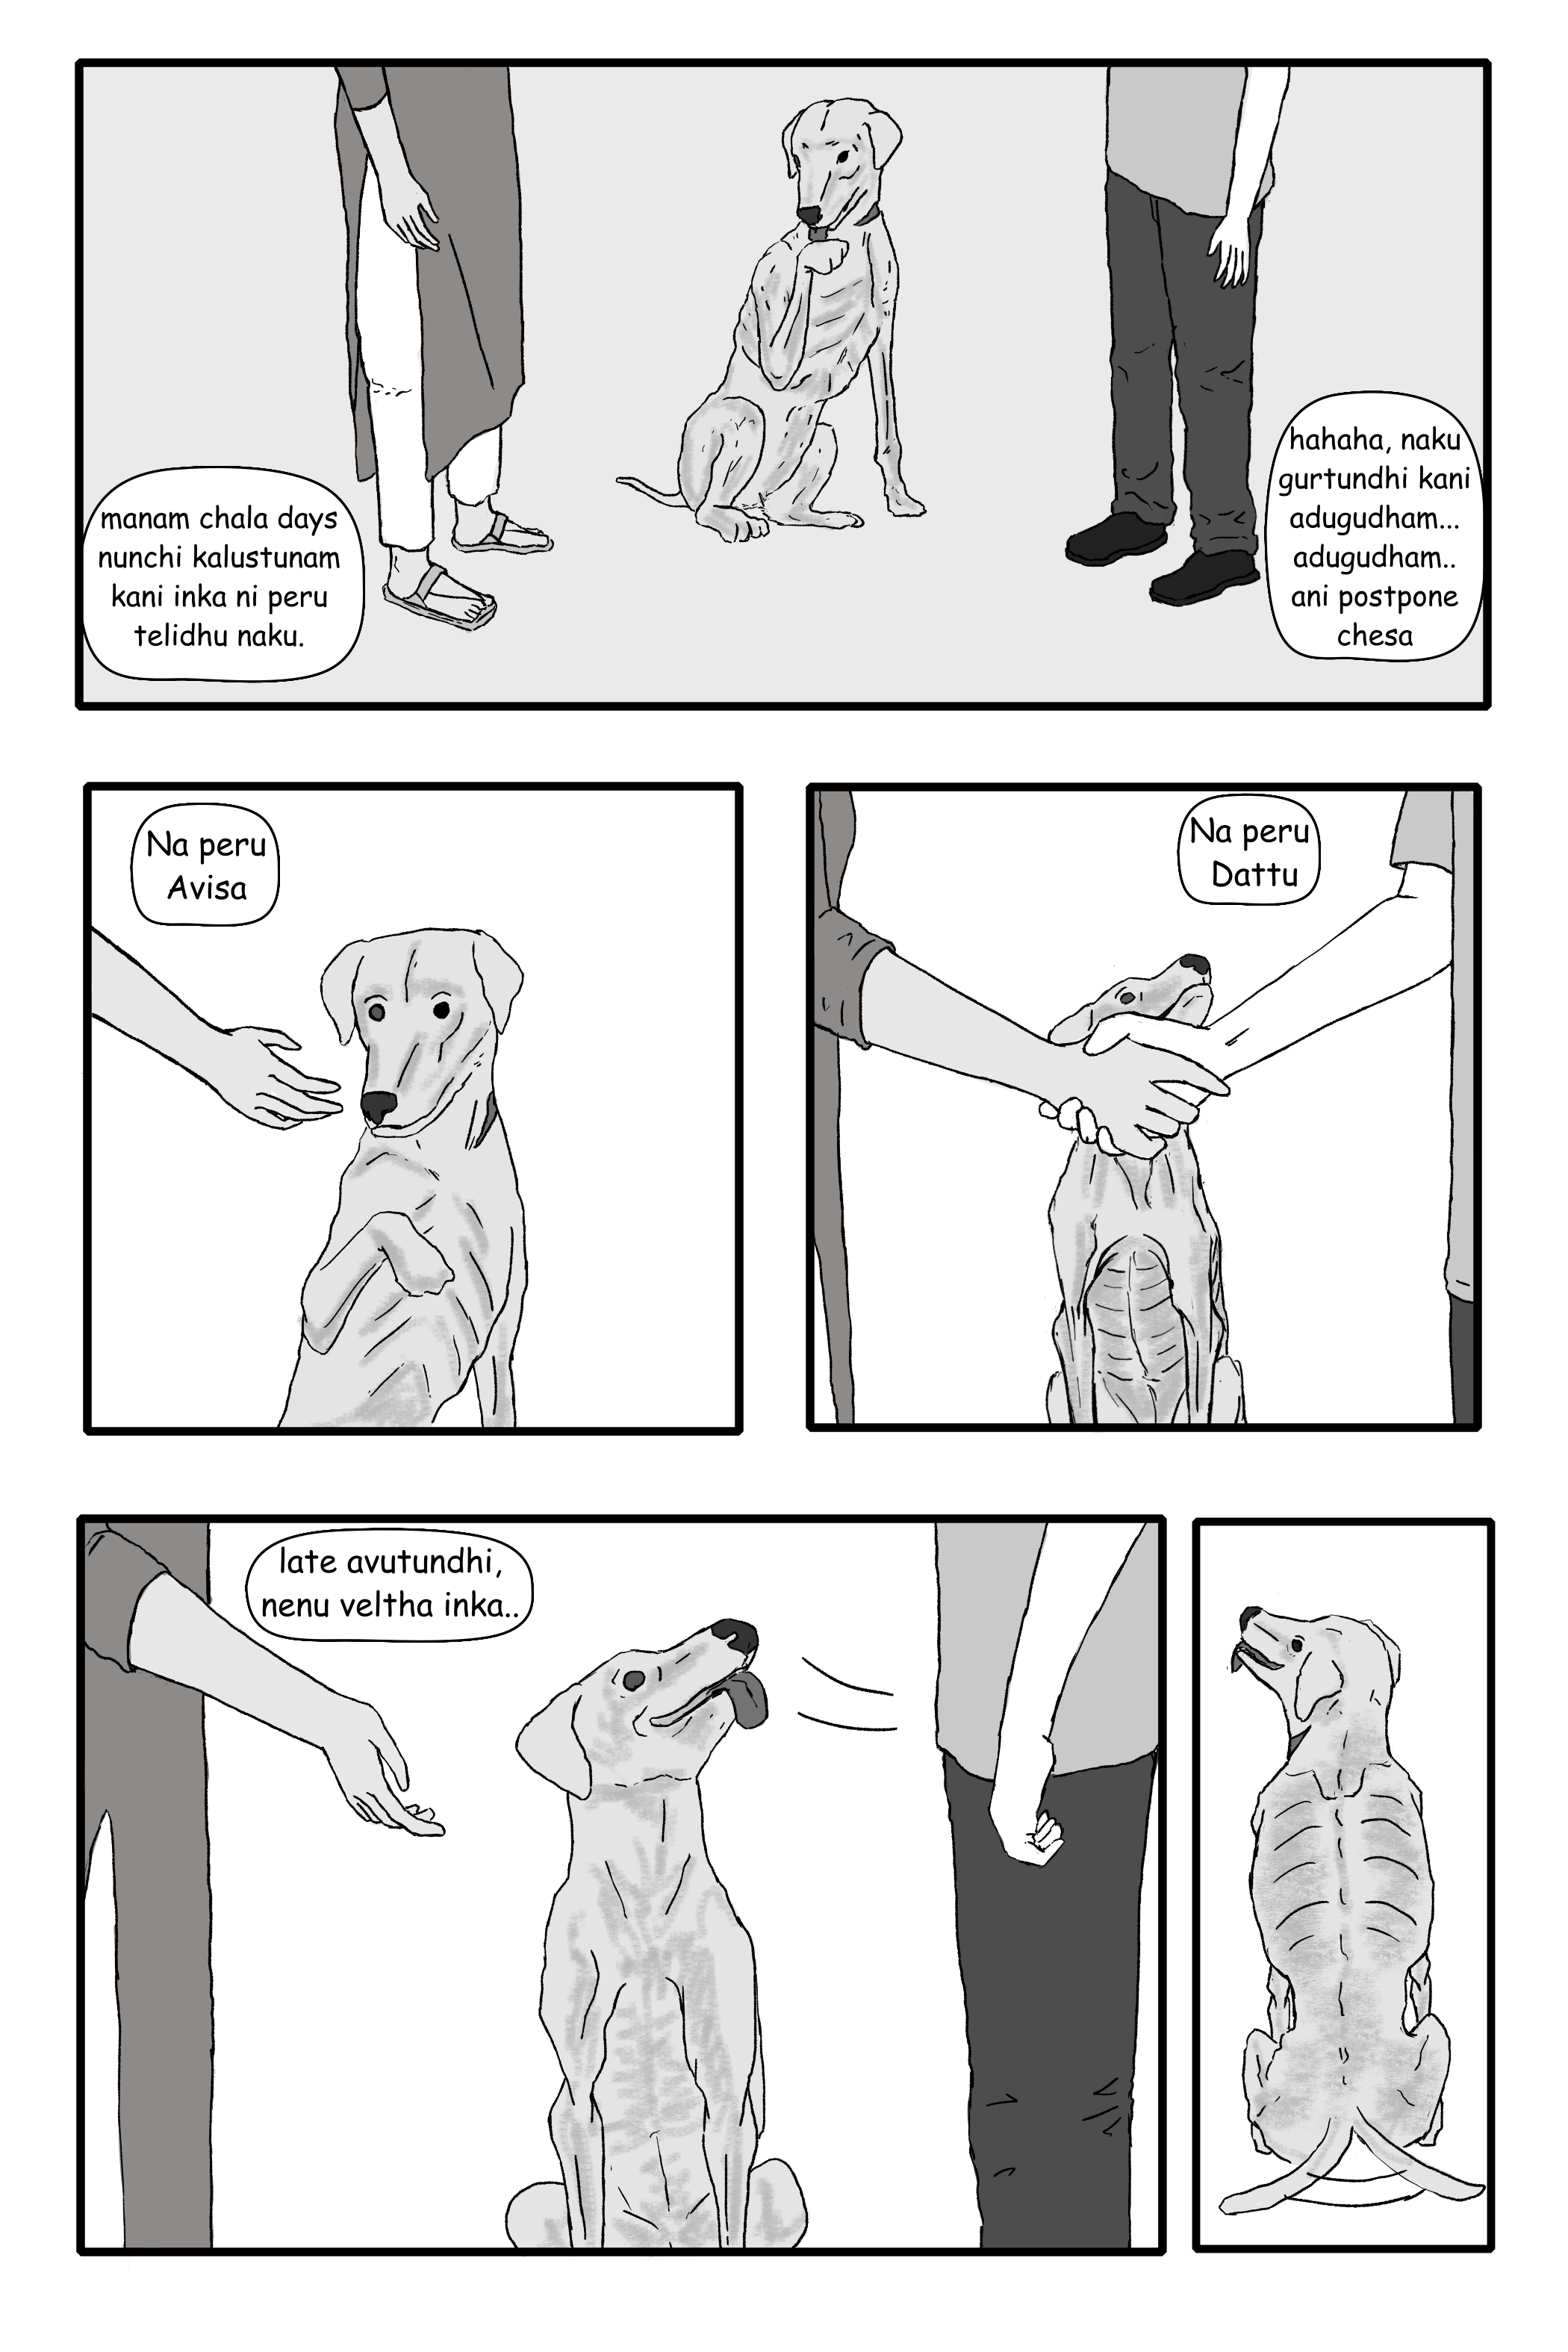 manam chala days
nunchi kalustunam
kani inka ni peru
telidhu naku.
hahaha, naku
gurtundhi kani
adugudham...
adugudham..
ani postpone
chesa
Na peru
Avisa
Na peru
Dattu
late avutundhi,
nenu veltha inka..